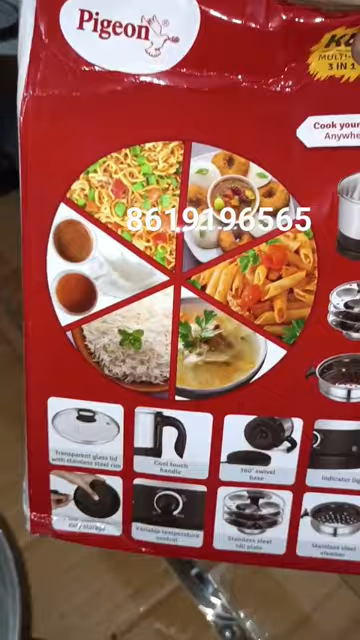 Pigeon®
MULTI
3 IN 1
Cook your
Anywhe
8619196565
Transparent glass lid
with stainless steel rim
Cool touch
handle
360° swivel
base
Indicator lig
Variable temperature
control
Stainless steel
idli plate
Stainless steel
steamer